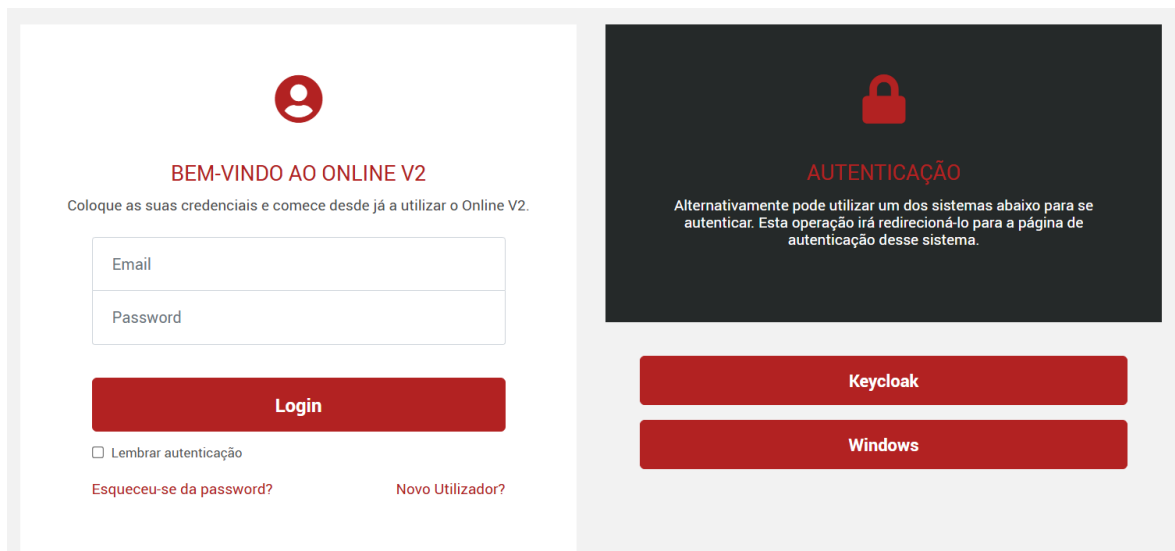 BEM-VINDO AO ONLINE V2
Coloque as suas credenciais e comece desde já a utilizar o Online V2.
Email
Password
Login
Lembrar autenticação
Esqueceu-se da password?
Novo Utilizador?
AUTENTICAÇÃO
Alternativamente pode utilizar um dos sistemas abaixo para se
autenticar. Esta operação irá redirecioná-lo para a página de
autenticação desse sistema.
Keycloak
Windows